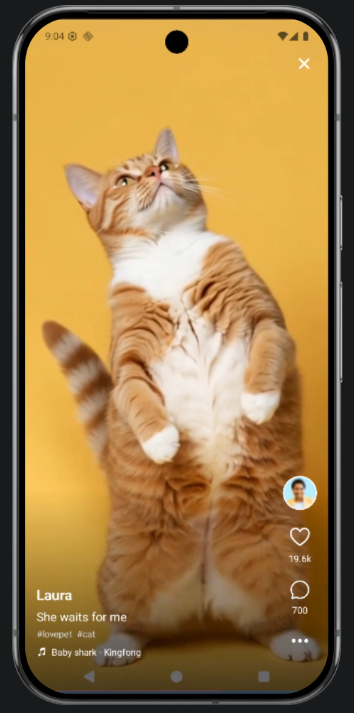 9:04
19.6k
700
Laura
She waits for me
#lovepet #cat
Baby shark · Kingfong